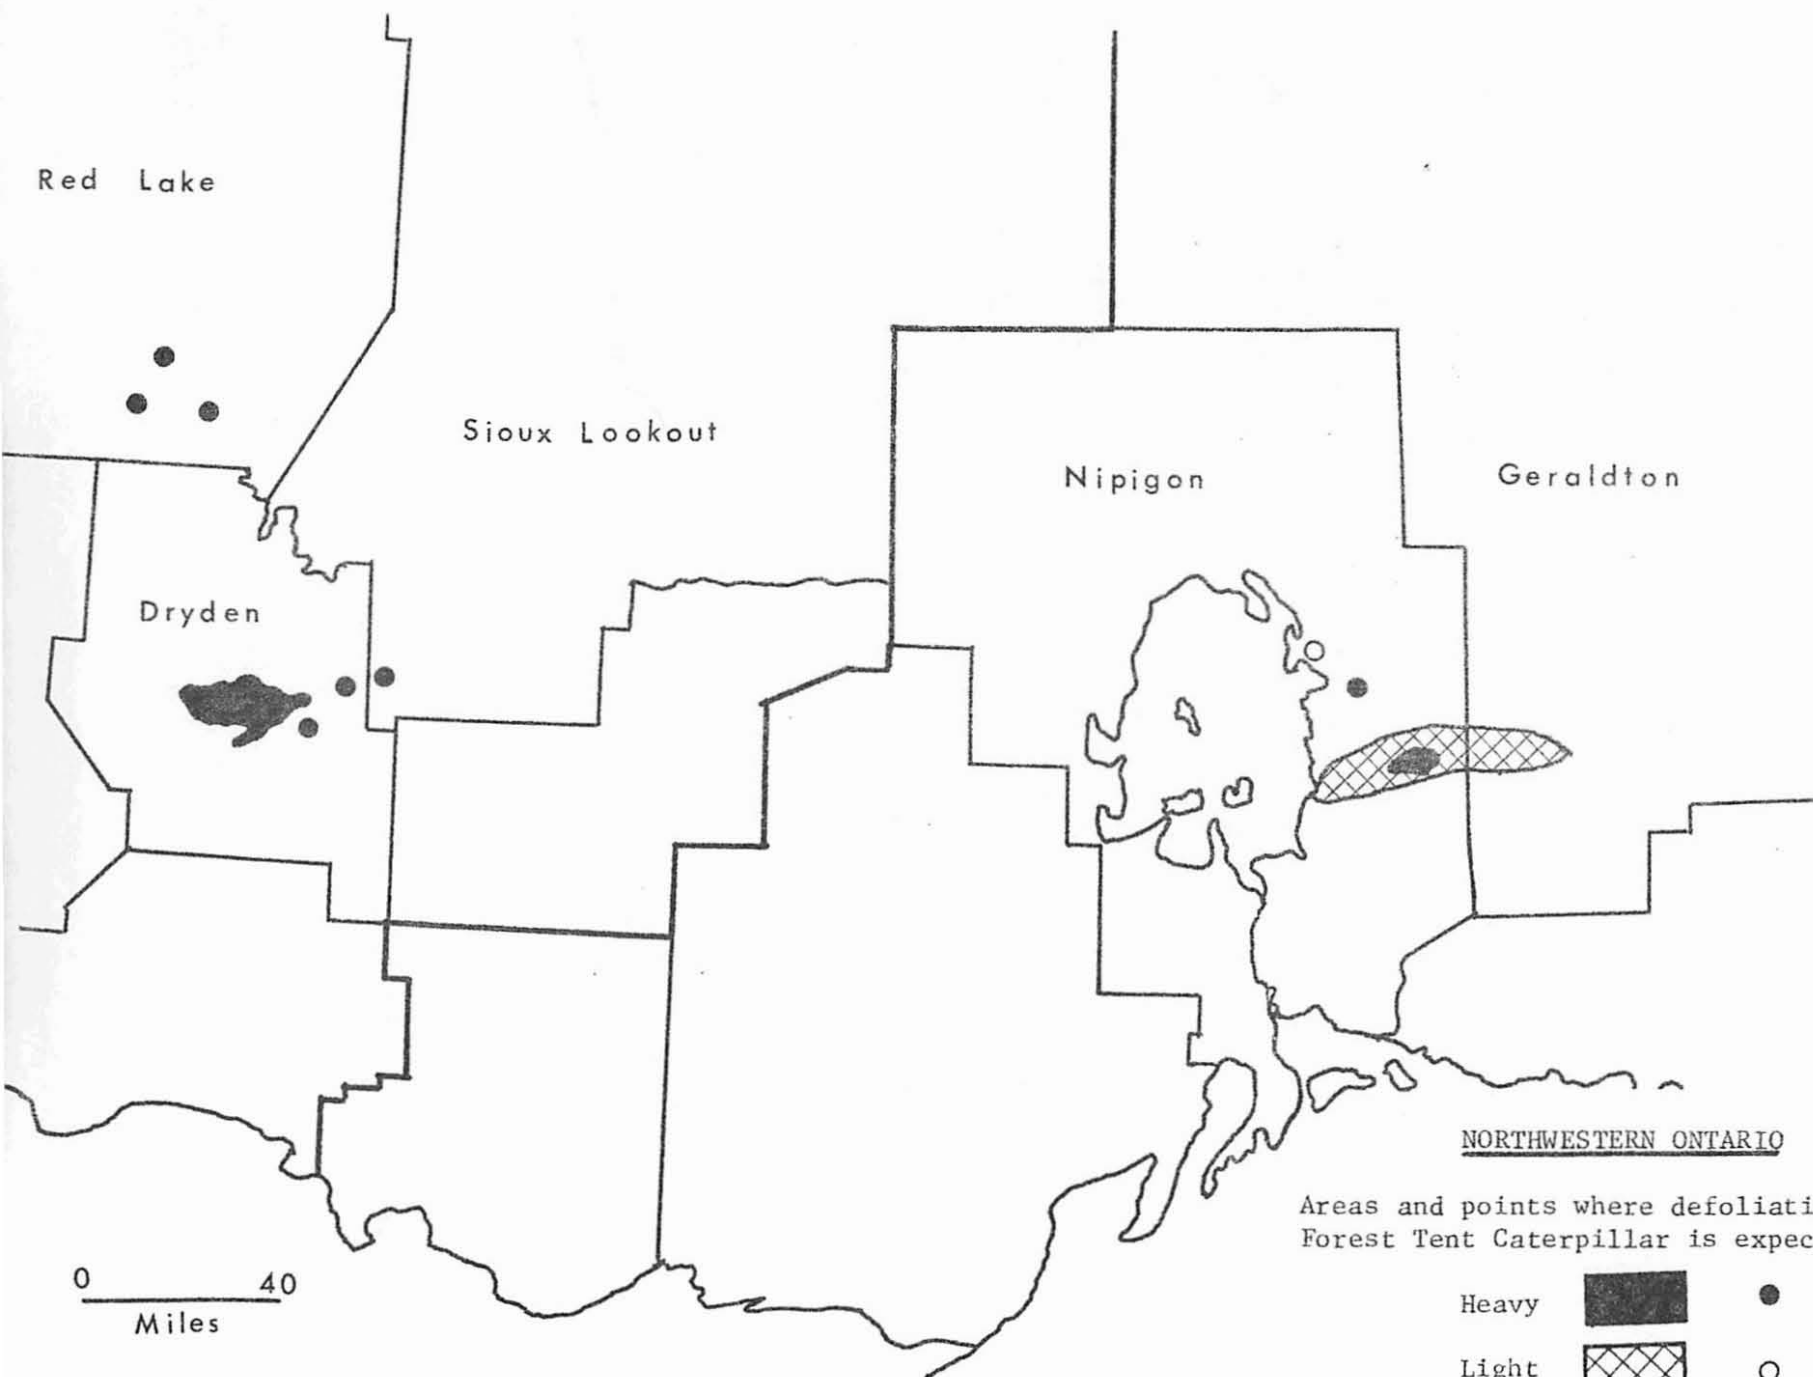 Red Lake
Sioux Lookout
Nipigon
Geraldton
Dryden
NORTHWESTERN ONTARIO
Areas and points where defoliati
Forest Tent Caterpillar is expec
0 40
Miles
Heavy
Light